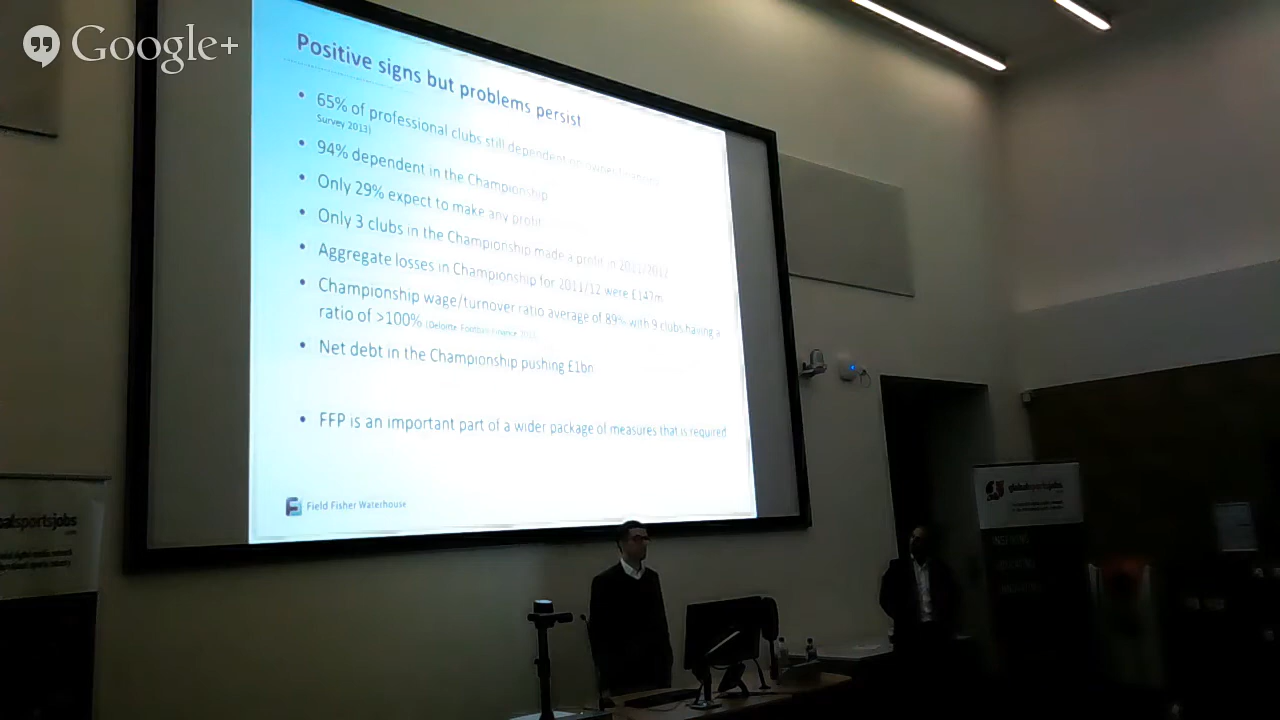 Google+
Positive signs but problems persist
• 65% of professional clubs still dependent on owner financing
Survey 2013)
• 94% dependent in the Championship
• Only 29% expect to make any profit
• Only 3 clubs in the Championship made a profit in 2011/2012
• Aggregate losses in Championship for 2011/12 were £147m
• Championship wage/turnover ratio average of 89% with 9 clubs having a
ratio of >100% (Deloitte Football Finance
• Net debt in the Championship pushing £1bn
• FFP is an important part of a wider package of measures that is required
Field Fisher Waterhouse
alsportsjobs
globalsportsjobs